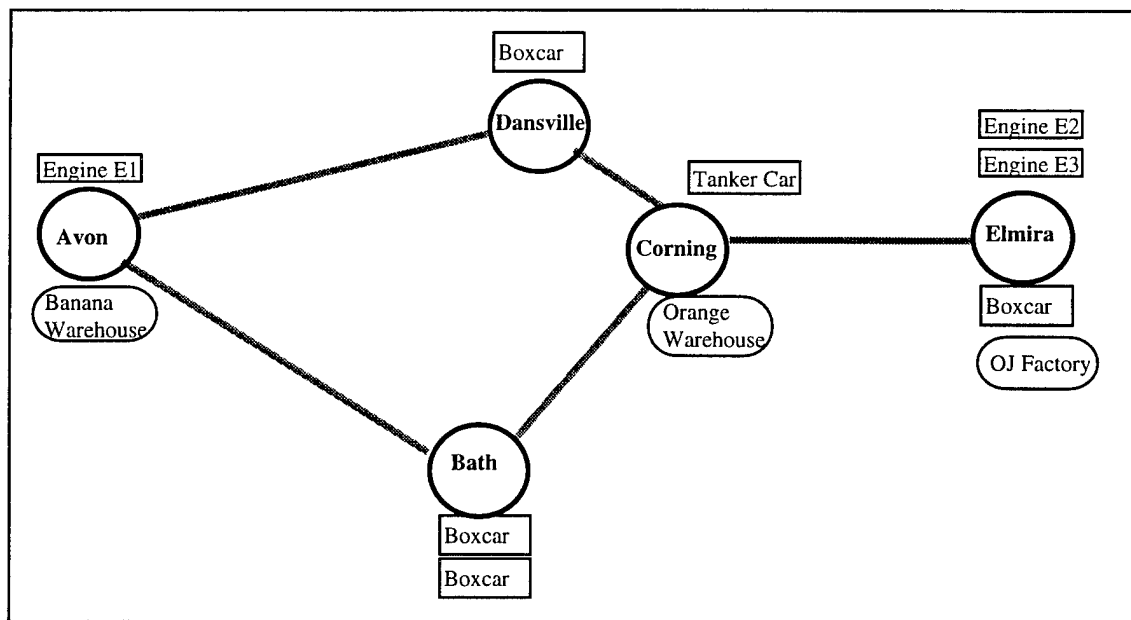 Boxcar
Dansville
Engine E2
Engine E3
Engine E1
Tanker Car
Avon
Corning
Elmira
Banana
Warehouse
Orange
Warehouse
Boxcar
OJ Factory
Bath
Boxcar
Boxcar